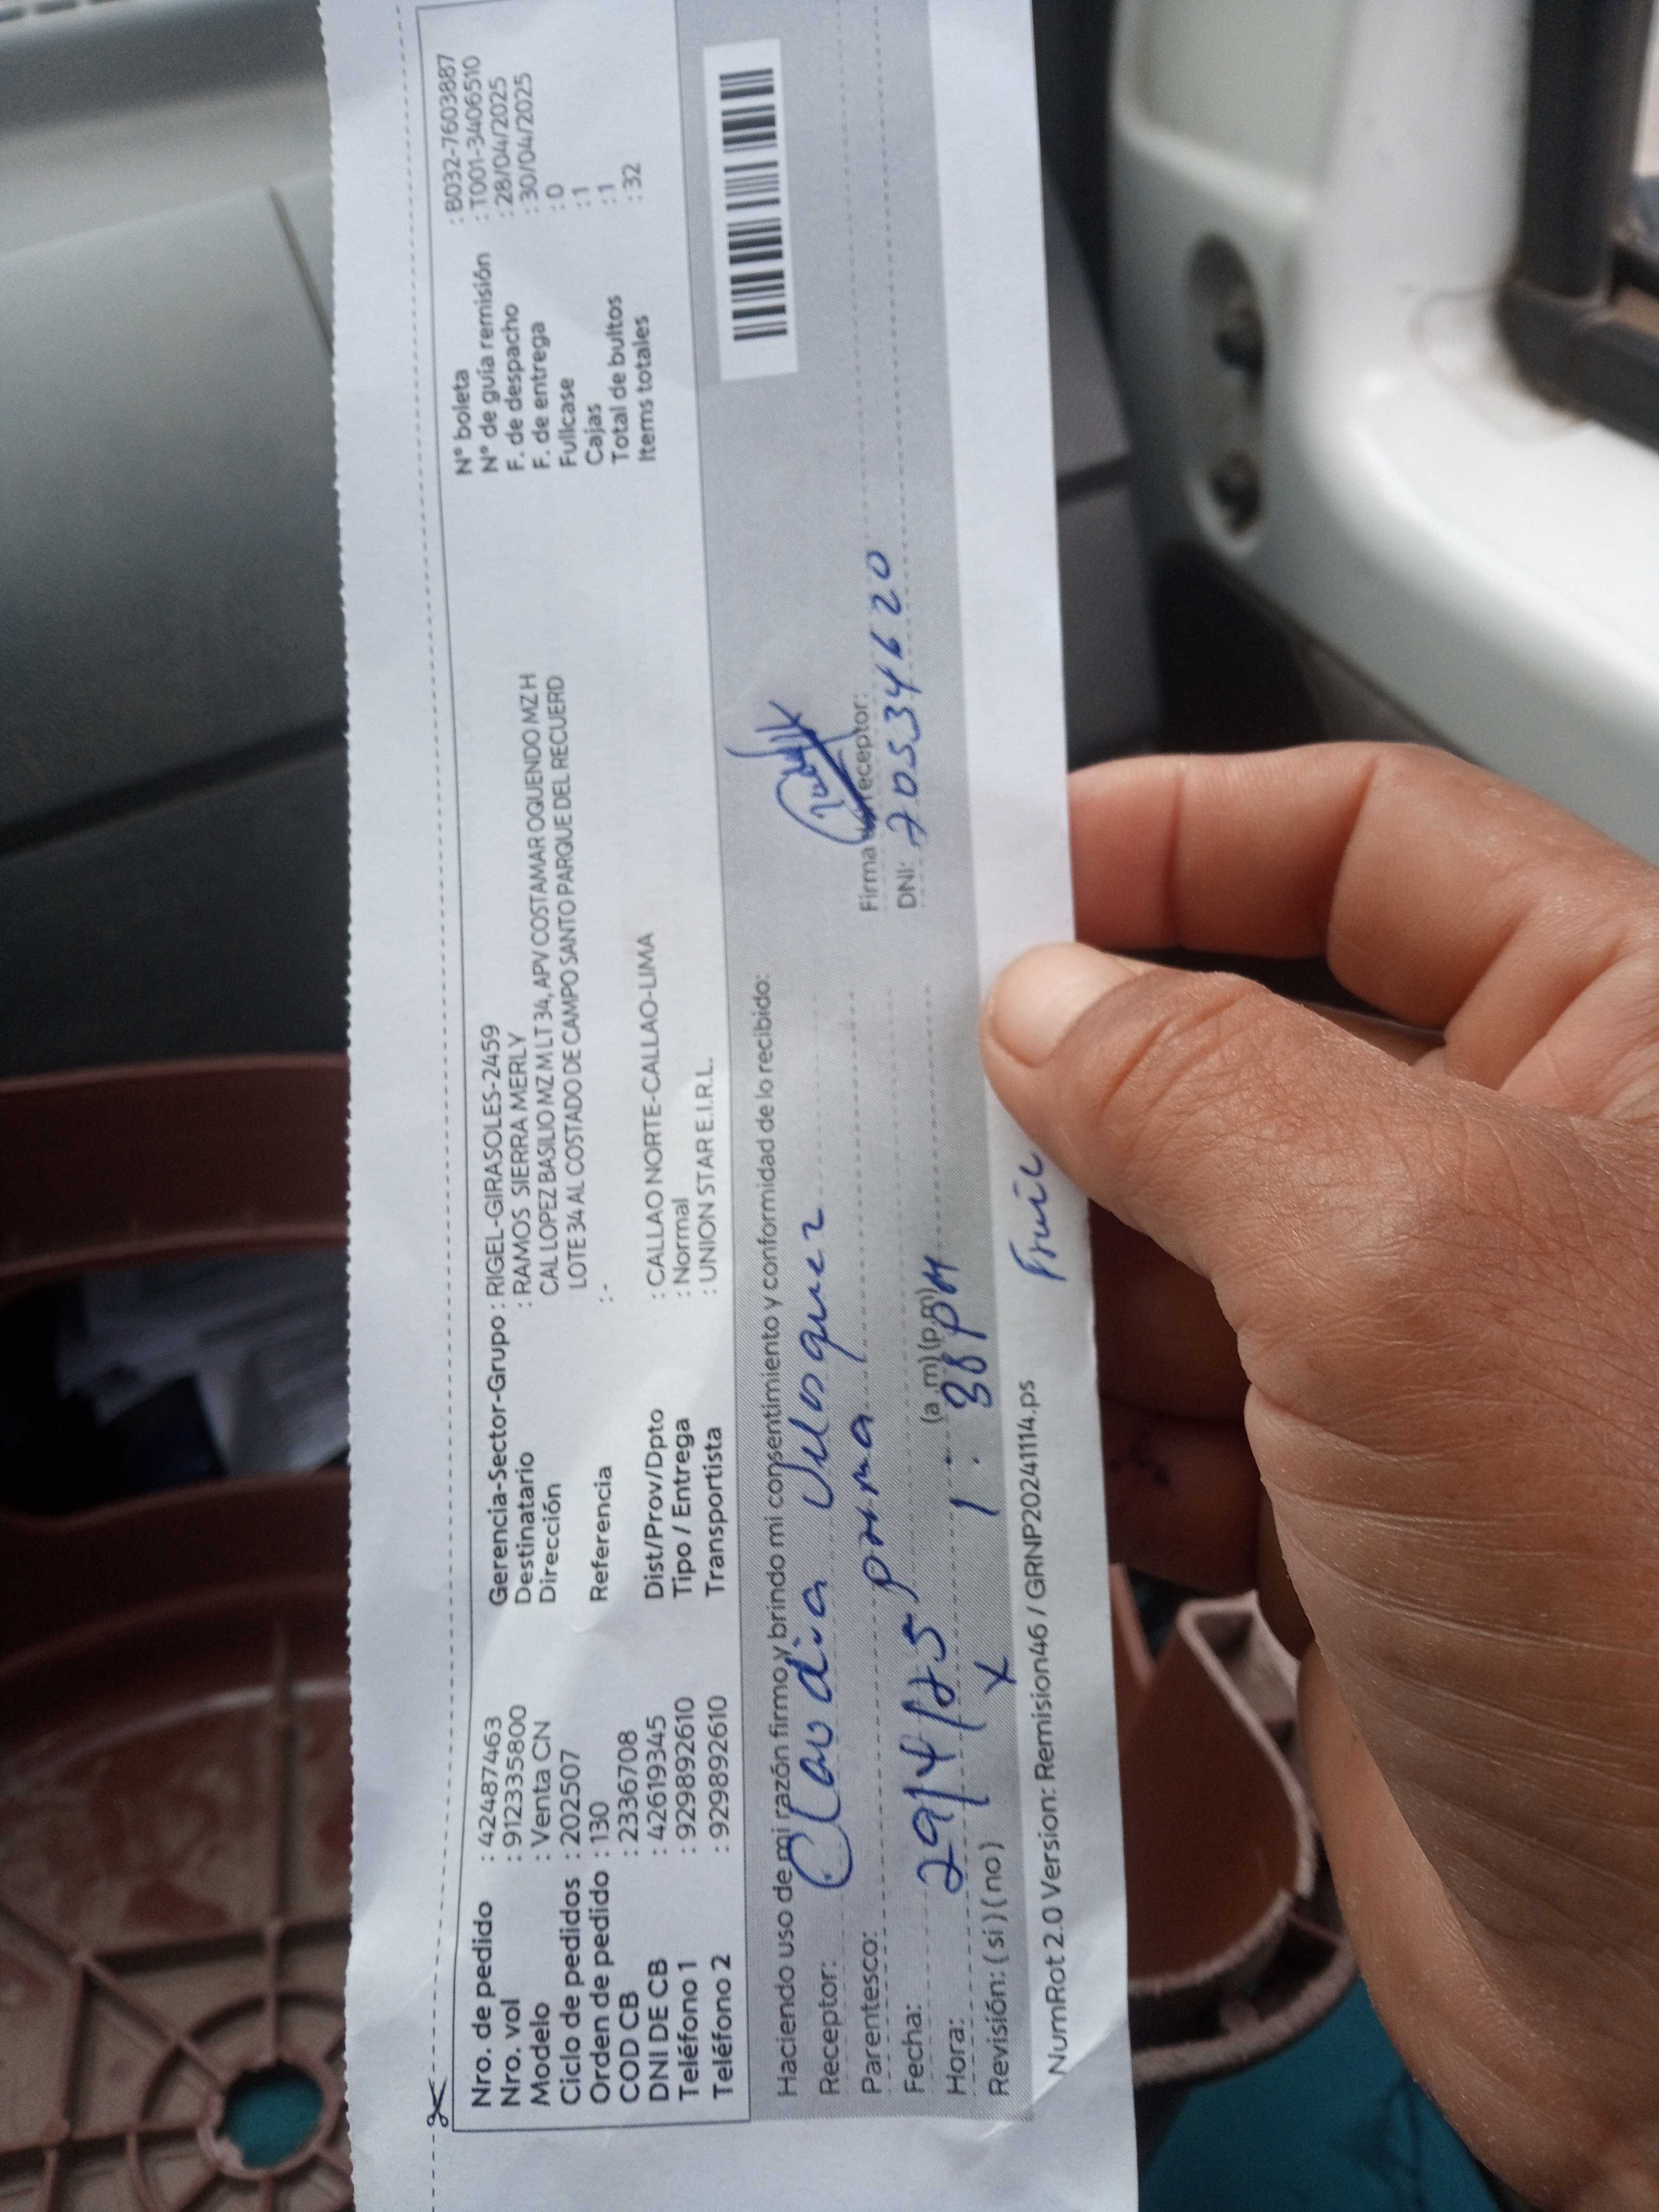 Nro. de pedido : 424887463
Nro. vol : 912335800
Modelo : Venta CN
Ciclo de pedidos : 202507
Orden de pedido : 130
COD CB : 2336708
DNI DE CB : 42619345
Teléfono 1 : 929892610
Teléfono 2 : 929892610
Gerencia-Sector-Grupo : RIGEL-GIRASOLES-2459
Destinatario : RAMOS SIERRA MERLY
Dirección CAL LOPEZ BASILIO MZ M LT 34, APV COSTAMAR OQUENDO MZ H
LOTE 34 AL COSTADO DE CAMPO SANTO PARQUE DEL RECUERD
Referencia : -
Dist/Prov/Dpto : CALLAO NORTE-CALLAO-LIMA
Tipo / Entrega : Normal
Transportista : UNION STAR E.I.R.L.
N° boleta : B032-7603887
N° de guía remisión : T001-3406510
F. de despacho : 28/04/2025
F. de entrega : 30/04/2025
Fullcase : 0
Cajas : 1
Total de bultos : 1
Items totales : 32
Haciendo uso de mi razón firmo y brindo mi consentimiento y conformidad de lo recibido:
Receptor: Claudia Velasquez
Parentesco: prima
Fecha: 29/4/25
Hora: 1:38 pm (a.m) (p.m)
Revisión: ( si ) ( no ) X
Firma receptor:
DNI: 70534620
NumRot 2.0 Version: Remision46 / GRNP20241114.ps